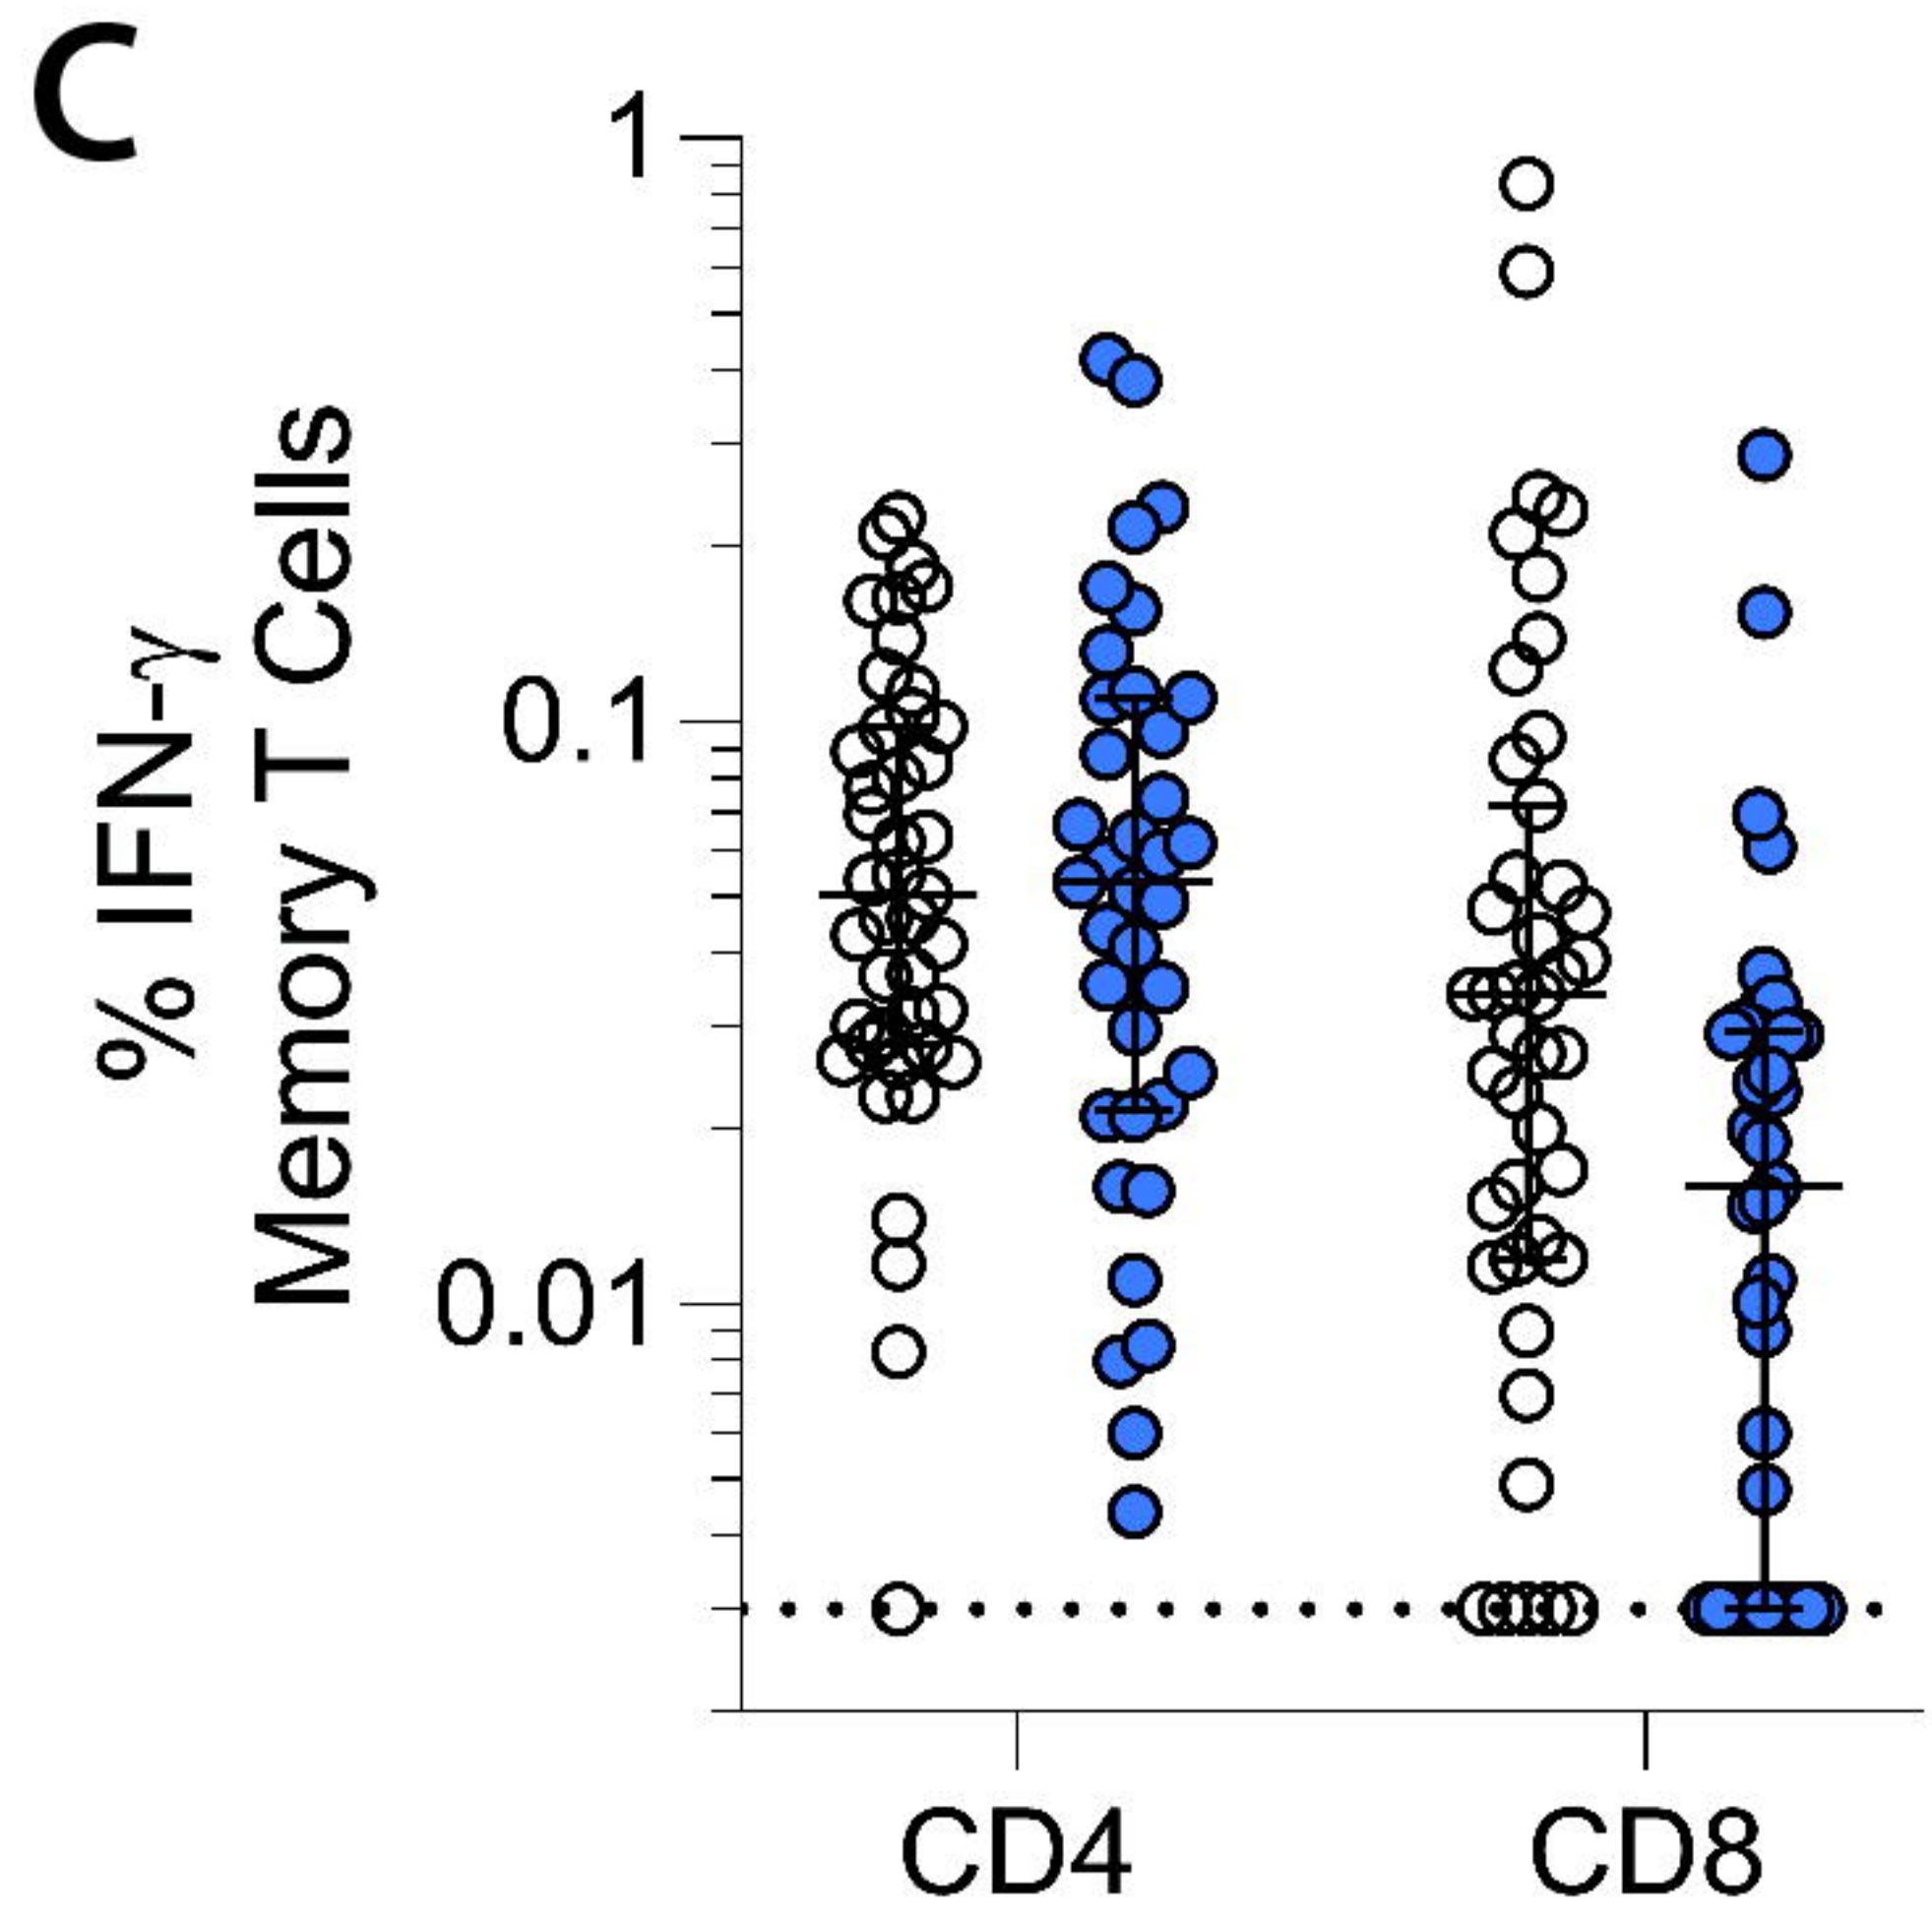 C
% IFN-γ
Memory T Cells
1
0.1
0.01
CD4
CD8